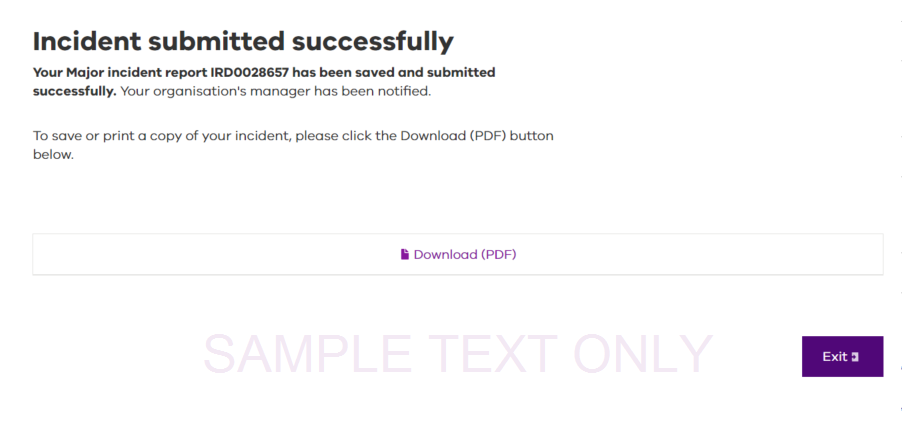 Incident submitted successfully
Your Major incident report IRD0028657 has been saved and submitted
successfully. Your organisation's manager has been notified.
To save or print a copy of your incident, please click the Download (PDF) button
below.
Download (PDF)
SAMPLE TEXT ONLY
Exit